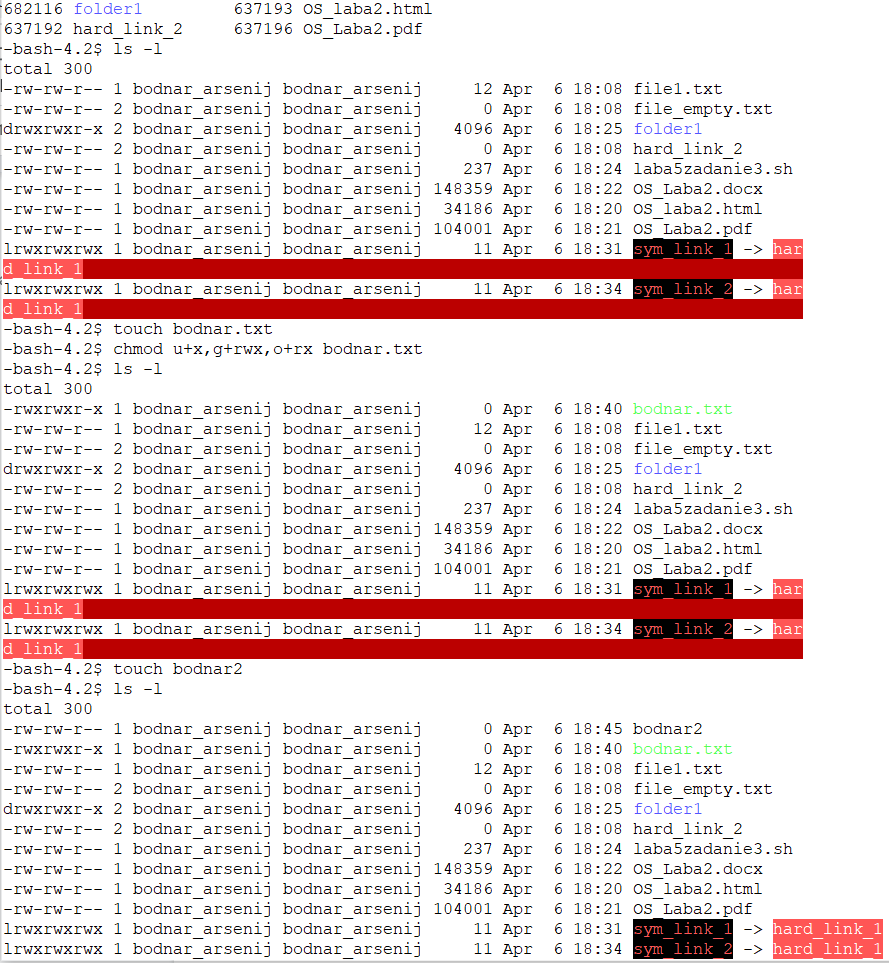 682116 folder1         637193 OS_laba2.html
637192 hard_link_2     637196 OS_Laba2.pdf
-bash-4.2$ ls -l
total 300
-rw-rw-r-- 1 bodnar_arsenij bodnar_arsenij     12 Apr  6 18:08 file1.txt
-rw-rw-r-- 2 bodnar_arsenij bodnar_arsenij      0 Apr  6 18:08 file_empty.txt
drwxrwxr-x 2 bodnar_arsenij bodnar_arsenij   4096 Apr  6 18:25 folder1
-rw-rw-r-- 2 bodnar_arsenij bodnar_arsenij      0 Apr  6 18:08 hard_link_2
-rw-rw-r-- 1 bodnar_arsenij bodnar_arsenij    237 Apr  6 18:24 laba5zadanie3.sh
-rw-rw-r-- 1 bodnar_arsenij bodnar_arsenij 148359 Apr  6 18:22 OS_Laba2.docx
-rw-rw-r-- 1 bodnar_arsenij bodnar_arsenij  34186 Apr  6 18:20 OS_laba2.html
-rw-rw-r-- 1 bodnar_arsenij bodnar_arsenij 104001 Apr  6 18:21 OS_Laba2.pdf
lrwxrwxrwx 1 bodnar_arsenij bodnar_arsenij     11 Apr  6 18:31 sym_link_1 -> har
d_link_1
lrwxrwxrwx 1 bodnar_arsenij bodnar_arsenij     11 Apr  6 18:34 sym_link_2 -> har
d_link_1
-bash-4.2$ touch bodnar.txt
-bash-4.2$ chmod u+x,g+rwx,o+rx bodnar.txt
-bash-4.2$ ls -l
total 300
-rwxrwxr-x 1 bodnar_arsenij bodnar_arsenij      0 Apr  6 18:40 bodnar.txt
-rw-rw-r-- 1 bodnar_arsenij bodnar_arsenij     12 Apr  6 18:08 file1.txt
-rw-rw-r-- 2 bodnar_arsenij bodnar_arsenij      0 Apr  6 18:08 file_empty.txt
drwxrwxr-x 2 bodnar_arsenij bodnar_arsenij   4096 Apr  6 18:25 folder1
-rw-rw-r-- 2 bodnar_arsenij bodnar_arsenij      0 Apr  6 18:08 hard_link_2
-rw-rw-r-- 1 bodnar_arsenij bodnar_arsenij    237 Apr  6 18:24 laba5zadanie3.sh
-rw-rw-r-- 1 bodnar_arsenij bodnar_arsenij 148359 Apr  6 18:22 OS_Laba2.docx
-rw-rw-r-- 1 bodnar_arsenij bodnar_arsenij  34186 Apr  6 18:20 OS_laba2.html
-rw-rw-r-- 1 bodnar_arsenij bodnar_arsenij 104001 Apr  6 18:21 OS_Laba2.pdf
lrwxrwxrwx 1 bodnar_arsenij bodnar_arsenij     11 Apr  6 18:31 sym_link_1 -> har
d_link_1
lrwxrwxrwx 1 bodnar_arsenij bodnar_arsenij     11 Apr  6 18:34 sym_link_2 -> har
d_link_1
-bash-4.2$ touch bodnar2
-bash-4.2$ ls -l
total 300
-rw-rw-r-- 1 bodnar_arsenij bodnar_arsenij      0 Apr  6 18:45 bodnar2
-rwxrwxr-x 1 bodnar_arsenij bodnar_arsenij      0 Apr  6 18:40 bodnar.txt
-rw-rw-r-- 1 bodnar_arsenij bodnar_arsenij     12 Apr  6 18:08 file1.txt
-rw-rw-r-- 2 bodnar_arsenij bodnar_arsenij      0 Apr  6 18:08 file_empty.txt
drwxrwxr-x 2 bodnar_arsenij bodnar_arsenij   4096 Apr  6 18:25 folder1
-rw-rw-r-- 2 bodnar_arsenij bodnar_arsenij      0 Apr  6 18:08 hard_link_2
-rw-rw-r-- 1 bodnar_arsenij bodnar_arsenij    237 Apr  6 18:24 laba5zadanie3.sh
-rw-rw-r-- 1 bodnar_arsenij bodnar_arsenij 148359 Apr  6 18:22 OS_Laba2.docx
-rw-rw-r-- 1 bodnar_arsenij bodnar_arsenij  34186 Apr  6 18:20 OS_laba2.html
-rw-rw-r-- 1 bodnar_arsenij bodnar_arsenij 104001 Apr  6 18:21 OS_Laba2.pdf
lrwxrwxrwx 1 bodnar_arsenij bodnar_arsenij     11 Apr  6 18:31 sym_link_1 -> hard_link_1
lrwxrwxrwx 1 bodnar_arsenij bodnar_arsenij     11 Apr  6 18:34 sym_link_2 -> hard_link_1